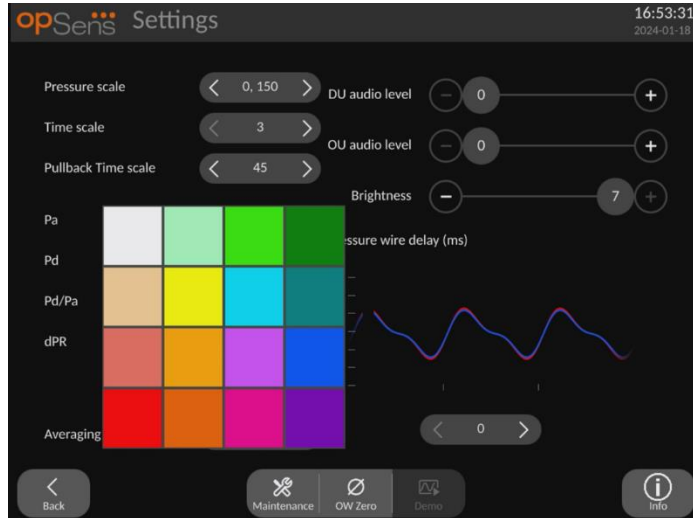 opSens Settings
16:53:31
2024-01-18
Pressure scale
0, 150
DU audio level
0
Time scale
3
OU audio level
0
Pullback Time scale
45
Brightness
7
Pa
Pd
Pd/Pa
dPR
Averaging
delay (ms)
0
Back
Maintenance
OW Zero
Demo
Info